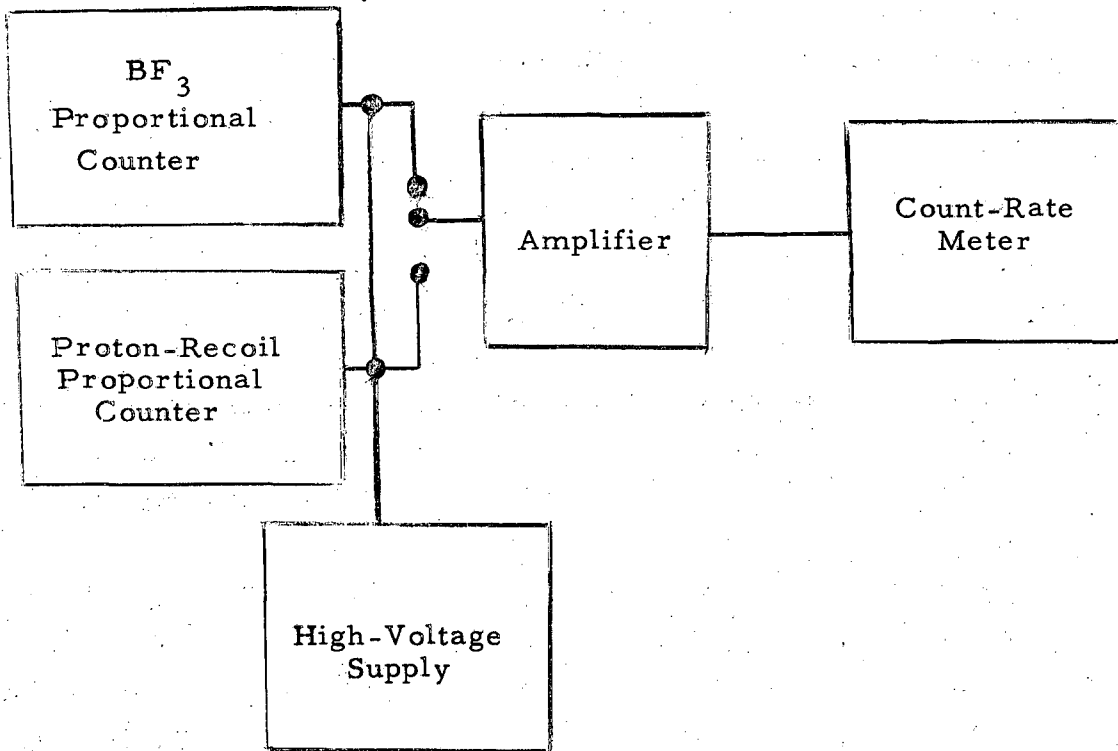 BF3
Proportional
Counter
Proton-Recoil
Proportional
Counter
Amplifier
Count-Rate
Meter
High-Voltage
Supply